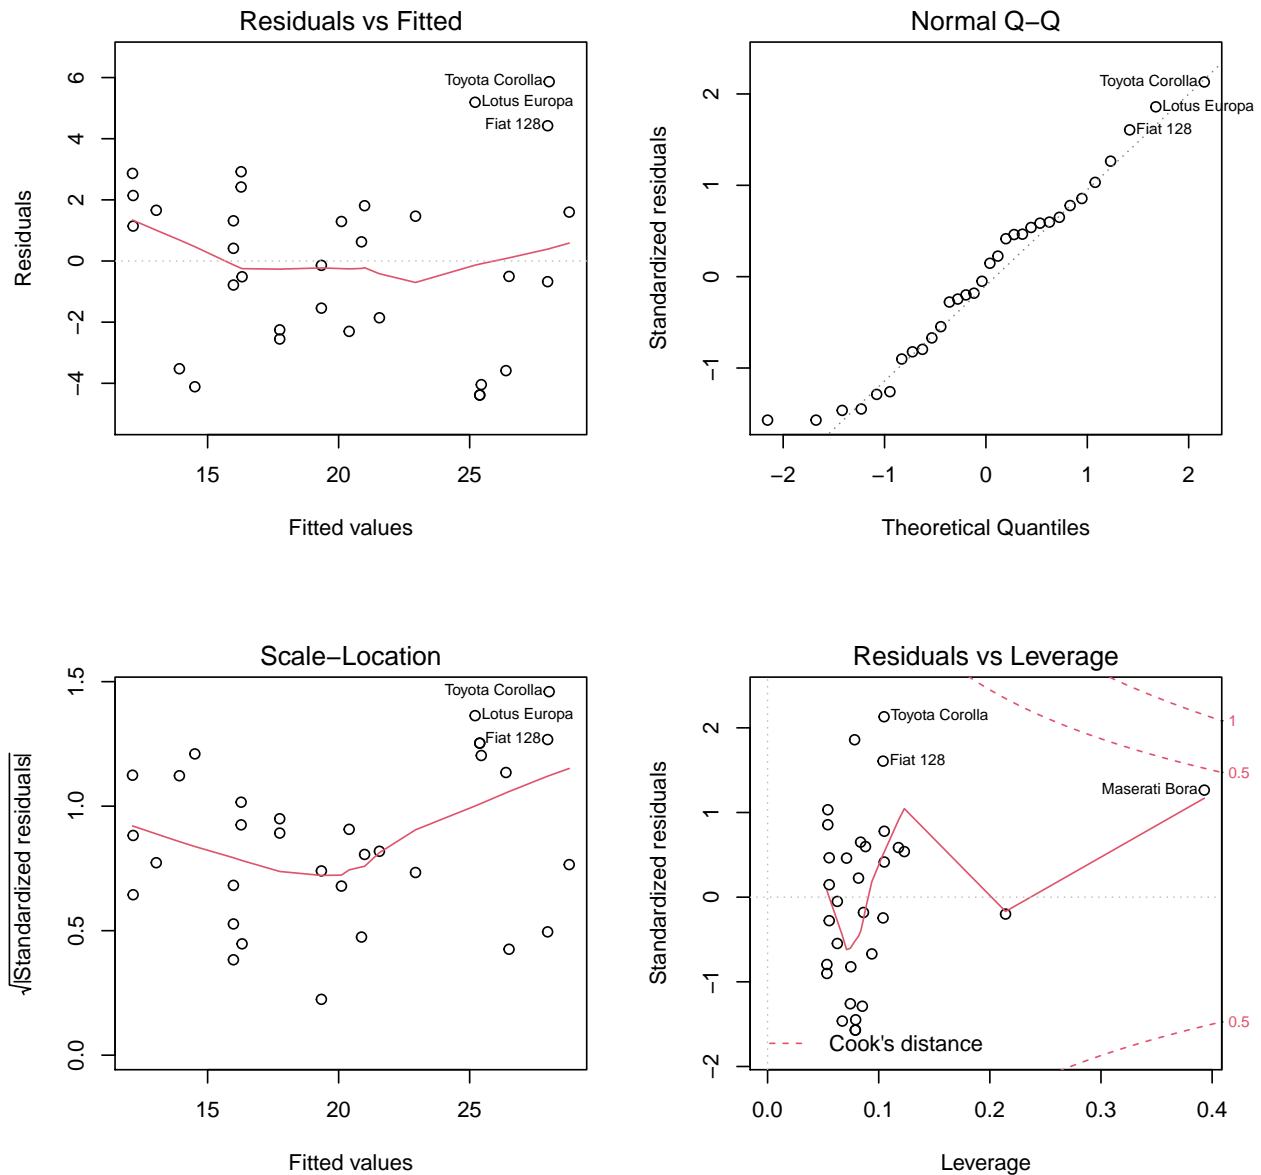 Residuals vs Fitted
Residuals
6
4
2
0
−2
−4
Toyota Corolla
Lotus Europa
Fiat 128
15 20 25
Fitted values
Normal Q−Q
Standardized residuals
2
1
0
−1
Toyota Corolla
Lotus Europa
Fiat 128
−2 −1 0 1 2
Theoretical Quantiles
Scale−Location
√|Standardized residuals|
1.5
1.0
0.5
0.0
Toyota Corolla
Lotus Europa
Fiat 128
15 20 25
Fitted values
Residuals vs Leverage
Standardized residuals
2
1
0
−1
−2
Toyota Corolla
Fiat 128
Maserati Bora
1
0.5
0.5
Cook's distance
0.0 0.1 0.2 0.3 0.4
Leverage